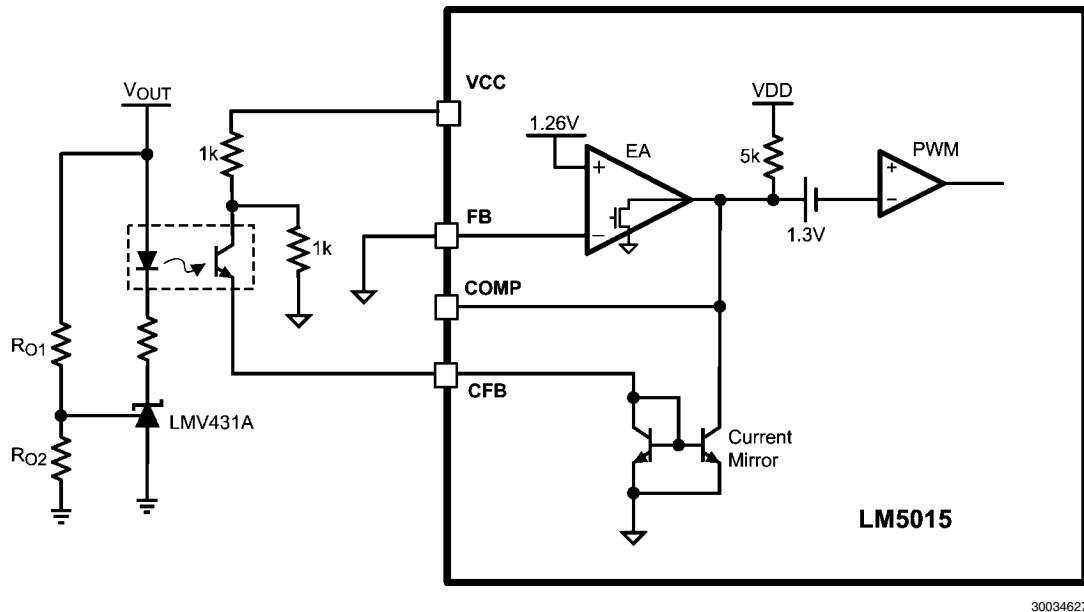 VCC
VOUT
VDD
1.26V
EA
1k
5k
PWM
FB
1k
1.3V
COMP
RO1
CFB
LMV431A
Current
Mirror
RO2
LM5015
30034627